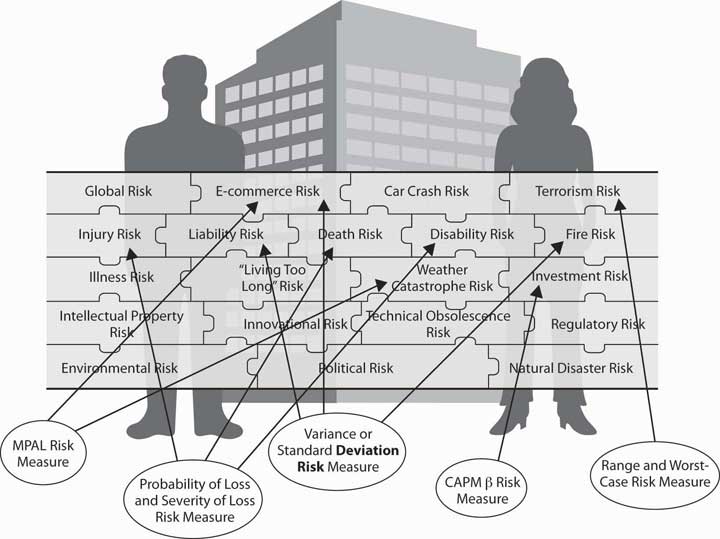 Global Risk
E-commerce Risk
Car Crash Risk
Terrorism Risk
Injury Risk
Liability Risk
Death Risk
Disability Risk
Fire Risk
Illness Risk
"Living Too
Long" Risk
Weather
Catastrophe Risk
Investment Risk
Intellectual Property
Risk
Innovational Risk
Technical Obsolescence
Risk
Regulatory Risk
Environmental Risk
Political Risk
Natural Disaster Risk
MPAL Risk
Measure
Probability of Loss
and Severity of Loss
Risk Measure
Variance or
Standard Deviation
Risk Measure
CAPM β Risk
Measure
Range and Worst-
Case Risk Measure